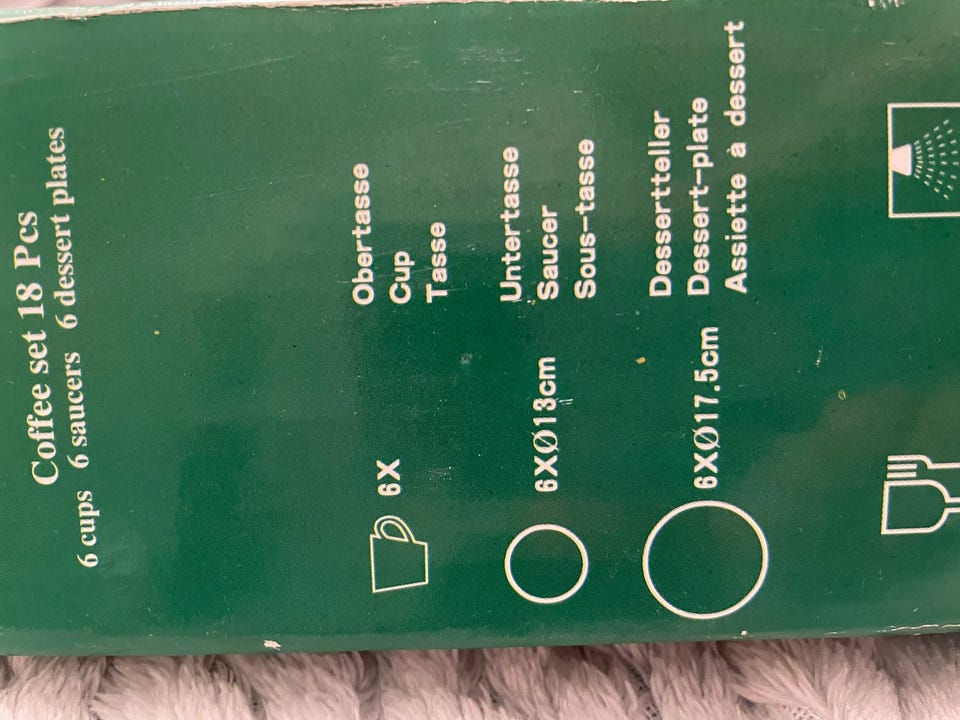 Coffee set 18 Pcs
6 cups 6 saucers 6 dessert plates
6X
Obertasse
Cup
Tasse
6XØ13cm
Untertasse
Saucer
Sous-tasse
6XØ17.5cm
Dessertteller
Dessert-plate
Assiette à dessert